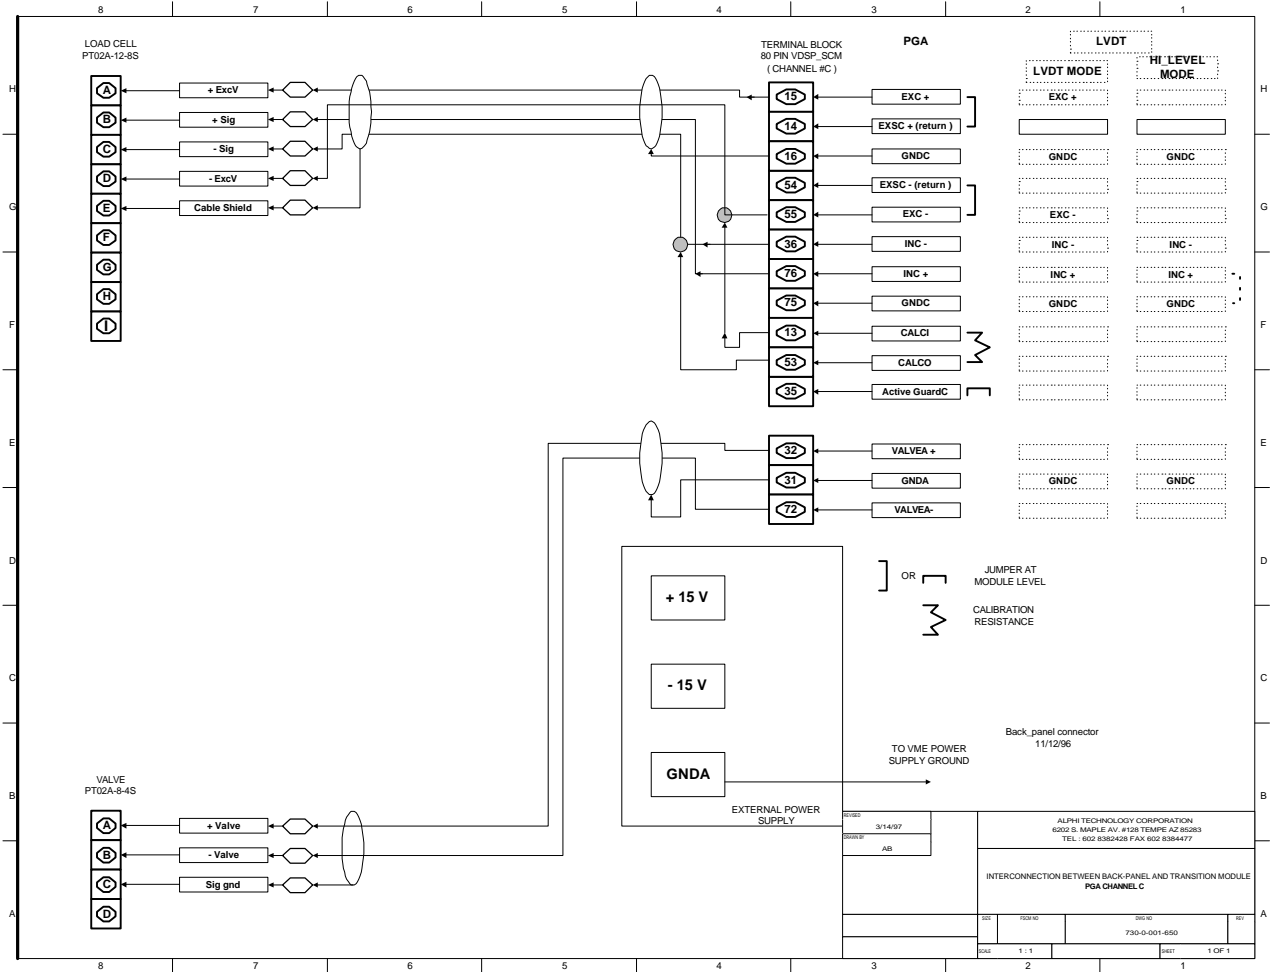 8 7 6 5 4 3 2 1
LOAD CELL
PT02A-12-8S
TERMINAL BLOCK
80 PIN VDSP_SCM
( CHANNEL #C )
PGA
LVDT
LVDT MODE
HI_LEVEL
MODE
H
A + ExcV 15 EXC + EXC +
H
B + Sig 14 EXSC + (return )
C - Sig 16 GNDC GNDC GNDC
D - ExcV 54 EXSC - (return )
G
E Cable Shield 55 EXC - EXC -
G
F 36 INC - INC - INC -
G 76 INC + INC + INC +
H 75 GNDC GNDC GNDC
F
I 13 CALCI
F
53 CALCO
35 Active GuardC
E
32 VALVEA +
E
31 GNDA GNDC GNDC
72 VALVEA-
D
D
+ 15 V
OR
JUMPER AT
MODULE LEVEL
CALIBRATION
RESISTANCE
C
- 15 V
C
Back_panel connector
11/12/96
TO VME POWER
SUPPLY GROUND
GNDA
VALVE
PT02A-8-4S
B
B
EXTERNAL POWER
SUPPLY
A + Valve
B - Valve
C Sig gnd
D
A
A
REVISED
3/14/97
DRAWN BY
AB
ALPHI TECHNOLOGY CORPORATION
6202 S. MAPLE AV. #128 TEMPE AZ 85283
TEL : 602 8382428 FAX 602 8384477
INTERCONNECTION BETWEEN BACK-PANEL AND TRANSITION MODULE
PGA CHANNEL C
SIZE FSCM NO DWG NO REV
730-0-001-650
SCALE 1 : 1 SHEET 1 OF 1
8 7 6 5 4 3 2 1